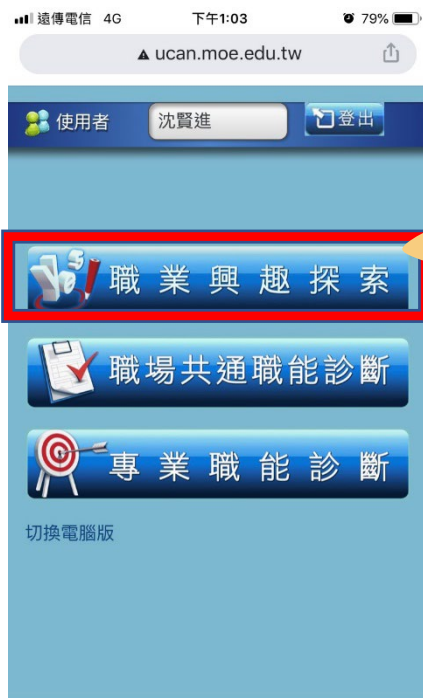 遠傳電信 4G 下午1:03 79%
ucan.moe.edu.tw
使用者 沈賢進 登出
職業興趣探索
職場共通職能診斷
專業職能診斷
切換電腦版